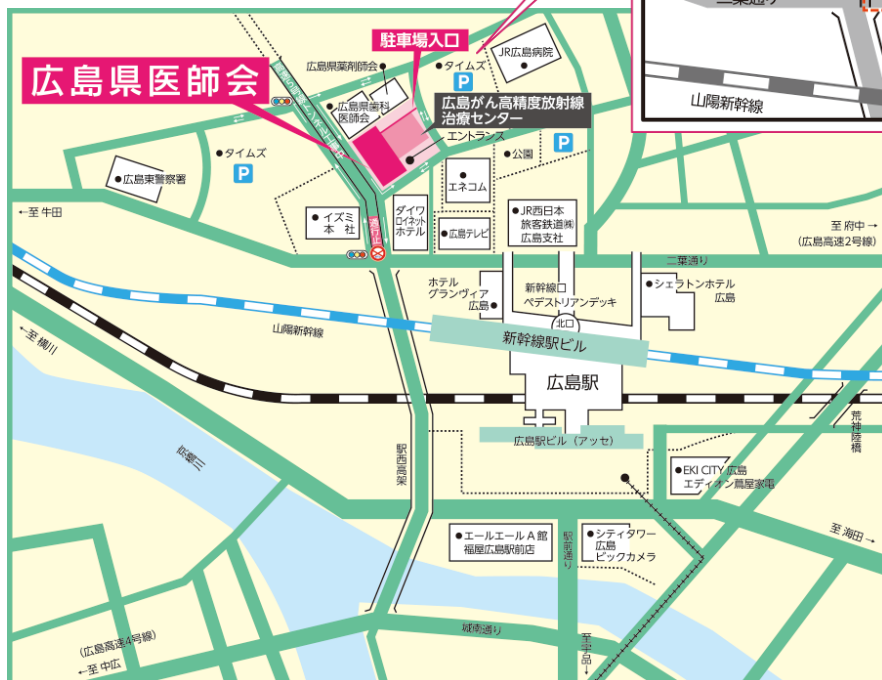 二葉通り
山陽新幹線
駐車場入口
広島県医師会
広島県薬剤師会
タイムズ
P
JR広島病院
広島県歯科
医師会
広島がん高精度放射線
治療センター
エントランス
P
公園
タイムズ
P
広島東警察署
エネコム
←至 牛田
イズミ
本 社
通行止
ダイワ
ロイネット
ホテル
広島テレビ
JR西日本
旅客鉄道㈱
広島支社
至 府中→
(広島高速2号線)
二葉通り
ホテル
グランヴィア
広島
新幹線口
ペデストリアンデッキ
シェラトンホテル
広島
北口
山陽新幹線
新幹線駅ビル
←至 横川
広島駅
荒神陸橋
広島駅ビル（アッセ）
京橋川
駅西高架
EKI CITY 広島
エディオン蔦屋家電
エールエールA館
福屋広島駅前店
駅前通り
シティタワー
広島
ビックカメラ
至 海田→
城南通り
(広島高速4号線)
←至 中広
至宇品→